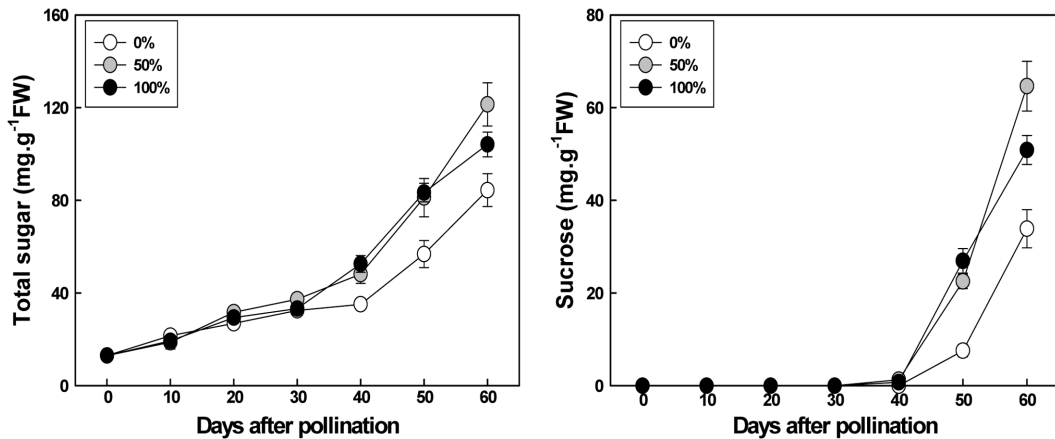 160
120
80
40
0
Total sugar (mg.g⁻¹FW)
0%
50%
100%
0 10 20 30 40 50 60
Days after pollination
80
60
40
20
0
Sucrose (mg.g⁻¹FW)
0%
50%
100%
0 10 20 30 40 50 60
Days after pollination